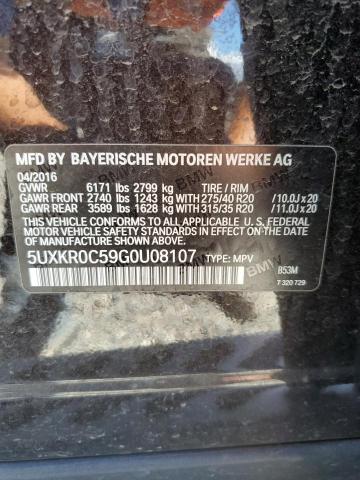 MFD BY BAYERISCHE MOTOREN WERKE AG
04/2016
GVWR 6171 lbs 2799 kg TIRE / RIM
GAWR FRONT 2740 lbs 1243 kg WITH 275/40 R20 /10.0J x 20
GAWR REAR 3589 lbs 1628 kg WITH 315/35 R20 /11.0J x 20
THIS VEHICLE CONFORMS TO ALL APPLICABLE U.S. FEDERAL
MOTOR VEHICLE SAFETY STANDARDS IN EFFECT ON THE
DATE OF MANUFACTURE SHOWN ABOVE.
5UXKR0C59G0U08107 TYPE: MPV B53M
7 320 729